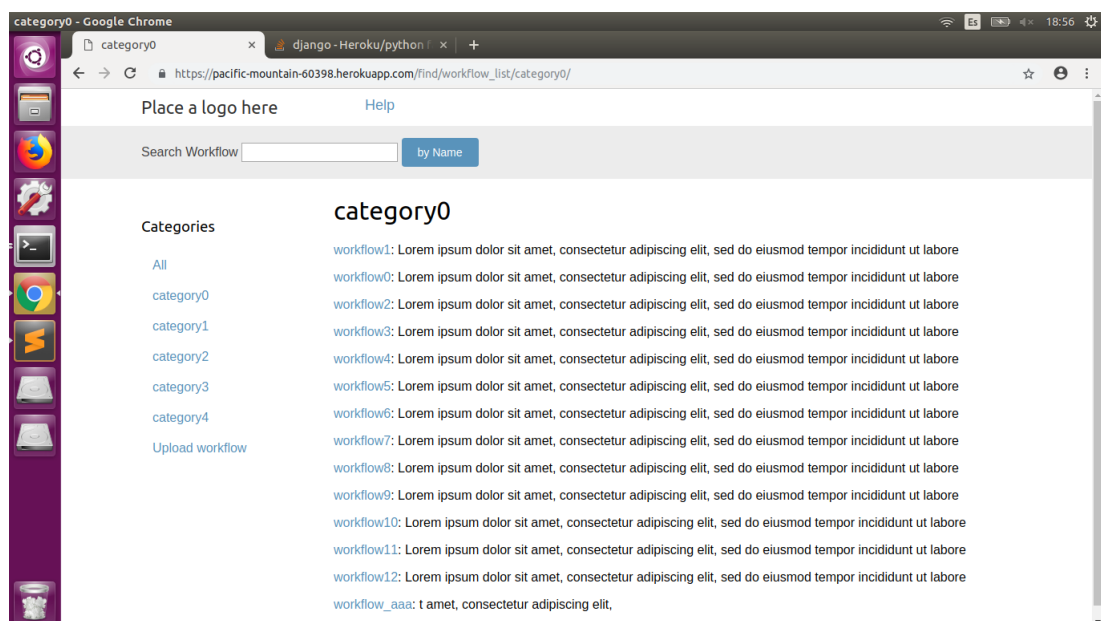 category0 - Google Chrome
Es
18:56
category0
django - Heroku/python
https://pacific-mountain-60398.herokuapp.com/find/workflow_list/category0/
Place a logo here
Help
Search Workflow
by Name
Categories
All
category0
category1
category2
category3
category4
Upload workflow
category0
workflow1: Lorem ipsum dolor sit amet, consectetur adipiscing elit, sed do eiusmod tempor incididunt ut labore
workflow0: Lorem ipsum dolor sit amet, consectetur adipiscing elit, sed do eiusmod tempor incididunt ut labore
workflow2: Lorem ipsum dolor sit amet, consectetur adipiscing elit, sed do eiusmod tempor incididunt ut labore
workflow3: Lorem ipsum dolor sit amet, consectetur adipiscing elit, sed do eiusmod tempor incididunt ut labore
workflow4: Lorem ipsum dolor sit amet, consectetur adipiscing elit, sed do eiusmod tempor incididunt ut labore
workflow5: Lorem ipsum dolor sit amet, consectetur adipiscing elit, sed do eiusmod tempor incididunt ut labore
workflow6: Lorem ipsum dolor sit amet, consectetur adipiscing elit, sed do eiusmod tempor incididunt ut labore
workflow7: Lorem ipsum dolor sit amet, consectetur adipiscing elit, sed do eiusmod tempor incididunt ut labore
workflow8: Lorem ipsum dolor sit amet, consectetur adipiscing elit, sed do eiusmod tempor incididunt ut labore
workflow9: Lorem ipsum dolor sit amet, consectetur adipiscing elit, sed do eiusmod tempor incididunt ut labore
workflow10: Lorem ipsum dolor sit amet, consectetur adipiscing elit, sed do eiusmod tempor incididunt ut labore
workflow11: Lorem ipsum dolor sit amet, consectetur adipiscing elit, sed do eiusmod tempor incididunt ut labore
workflow12: Lorem ipsum dolor sit amet, consectetur adipiscing elit, sed do eiusmod tempor incididunt ut labore
workflow_aaa: t amet, consectetur adipiscing elit,